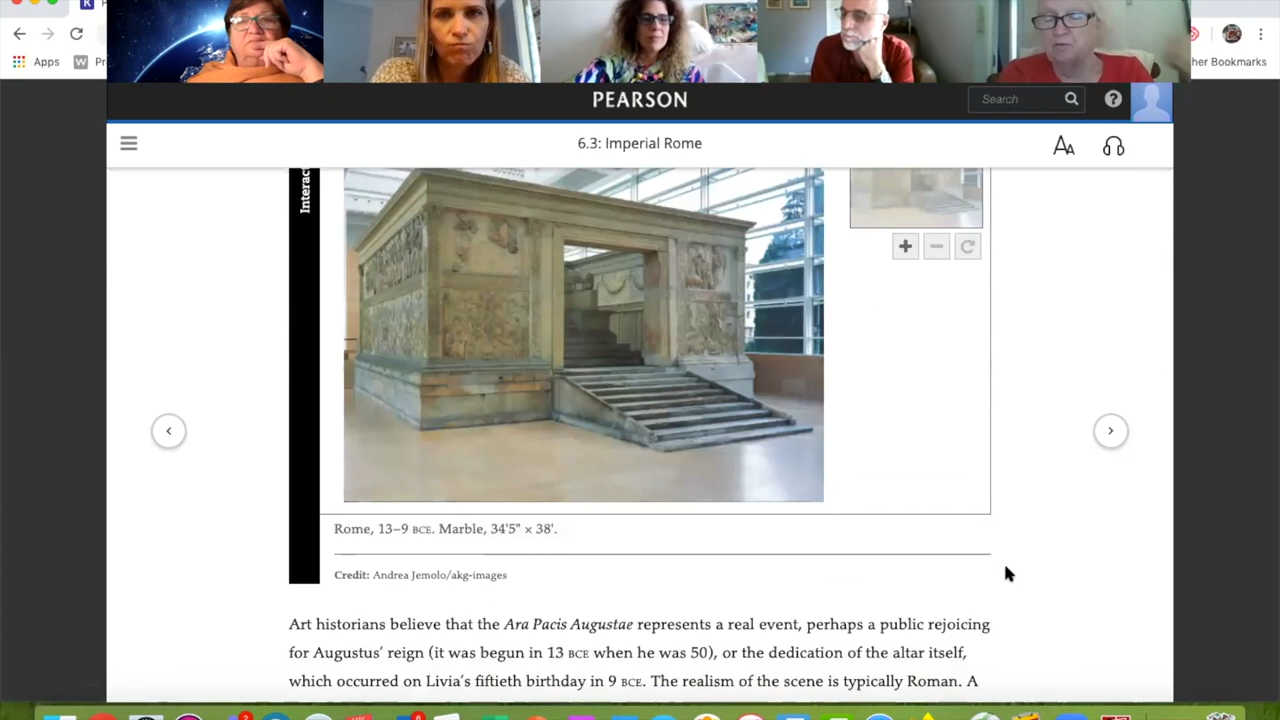 Apps
her Bookmarks
PEARSON
Search
6.3: Imperial Rome
Interac
Rome, 13–9 BCE. Marble, 34'5" × 38'.
Credit: Andrea Jemolo/akg-images
Art historians believe that the Ara Pacis Augustae represents a real event, perhaps a public rejoicing
for Augustus' reign (it was begun in 13 BCE when he was 50), or the dedication of the altar itself,
which occurred on Livia's fiftieth birthday in 9 BCE. The realism of the scene is typically Roman. A